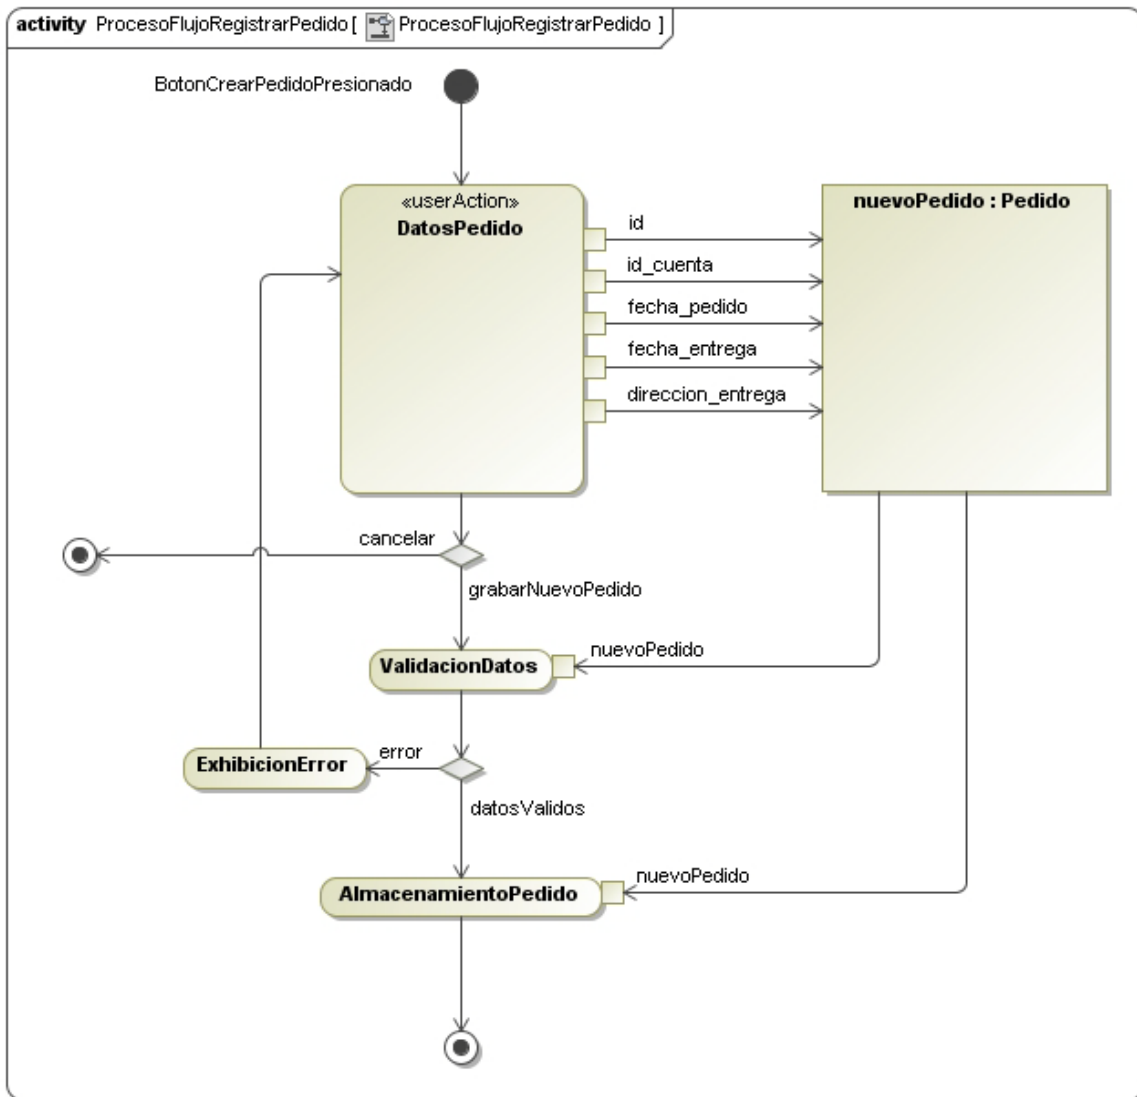 activity ProcesoFlujoRegistrarPedido [ ProcesoFlujoRegistrarPedido ]
BotonCrearPedidoPresionado
«userAction»
DatosPedido
nuevoPedido : Pedido
id
id_cuenta
fecha_pedido
fecha_entrega
direccion_entrega
cancelar
grabarNuevoPedido
ValidacionDatos
nuevoPedido
error
ExhibicionError
datosValidos
AlmacenamientoPedido
nuevoPedido